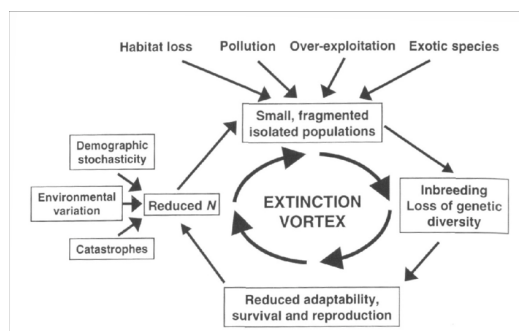 Habitat loss Pollution Over-exploitation Exotic species
Small, fragmented
isolated populations
Demographic
stochasticity
Environmental
variation
Reduced N
Catastrophes
EXTINCTION
VORTEX
Inbreeding
Loss of genetic
diversity
Reduced adaptability,
survival and reproduction